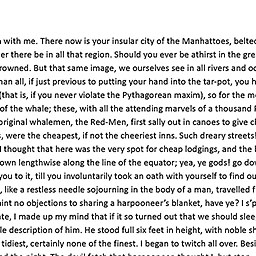 with me. There now is your insular city of the Manhattoes, belted
er there be in all that region. Should you ever be athirst in the gre
rowned. But that same image, we ourselves see in all rivers and oc
han all, if just previous to putting your hand into the tar-pot, you h
(that is, if you never violate the Pythagorean maxim), so for the m
of the whale; these, with all the attending marvels of a thousand P
original whalemen, the Red-Men, first sally out in canoes to give ch
s, were the cheapest, if not the cheeriest inns. Such dreary streets!
I thought that here was the very spot for cheap lodgings, and the b
own lengthwise along the line of the equator; yea, ye gods! go dow
you to it, till you involuntarily took an oath with yourself to find ou
, like a restless needle sojourning in the body of a man, travelled f
aint no objections to sharing a harpooneer's blanket, have ye? I s'p
ate, I made up my mind that if it so turned out that we should slee
le description of him. He stood full six feet in height, with noble sh
tidiest, certainly none of the finest. I began to twitch all over. Besi